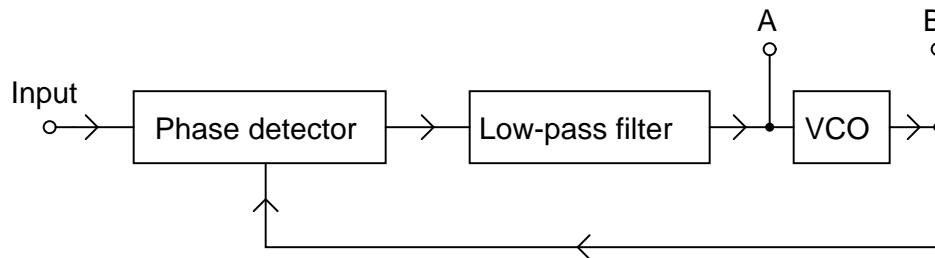 A
B
Input
Phase detector
Low-pass filter
VCO